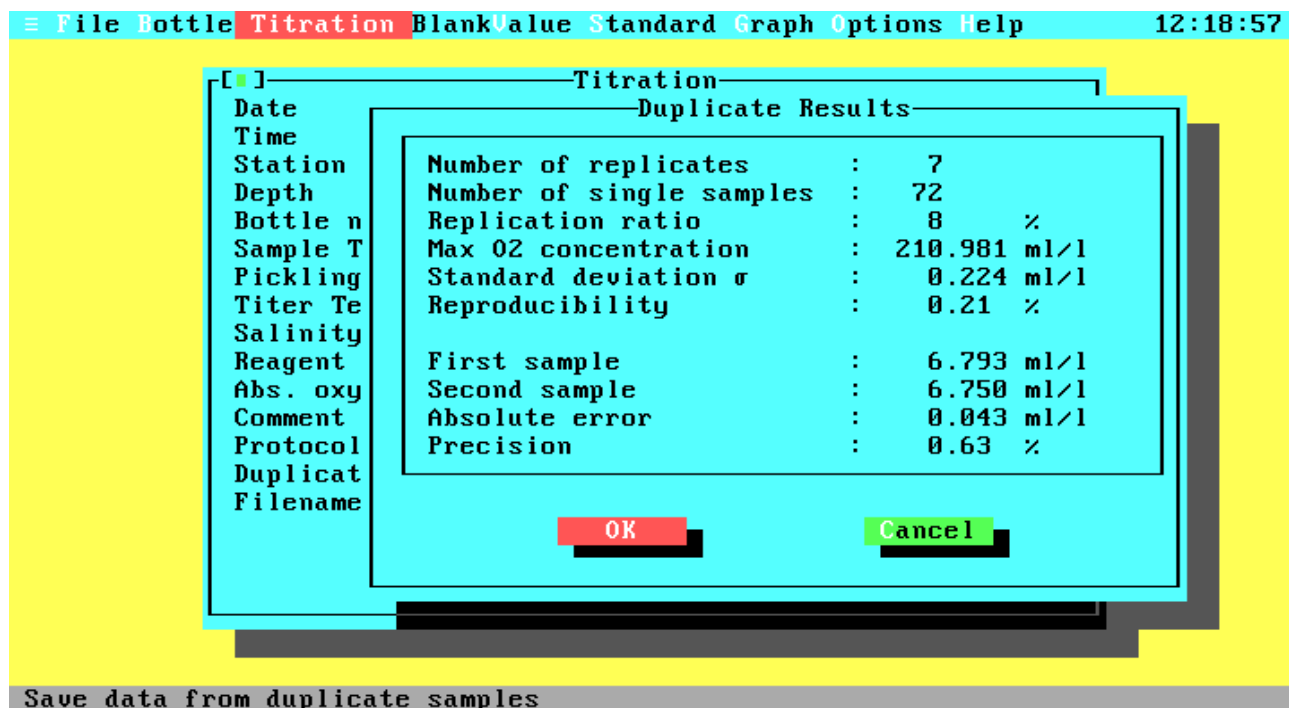 ≡ File Bottle Titration BlankValue Standard Graph Options Help 12:18:57
[■] Titration
Duplicate Results
Date
Time
Station
Depth
Bottle n
Sample T
Pickling
Titer Te
Salinity
Reagent
Abs. oxy
Comment
Protocol
Duplicat
Filename
Number of replicates : 7
Number of single samples : 72
Replication ratio : 8 %
Max O2 concentration : 210.981 ml/l
Standard deviation σ : 0.224 ml/l
Reproducibility : 0.21 %
First sample : 6.793 ml/l
Second sample : 6.750 ml/l
Absolute error : 0.043 ml/l
Precision : 0.63 %
OK Cancel
Save data from duplicate samples